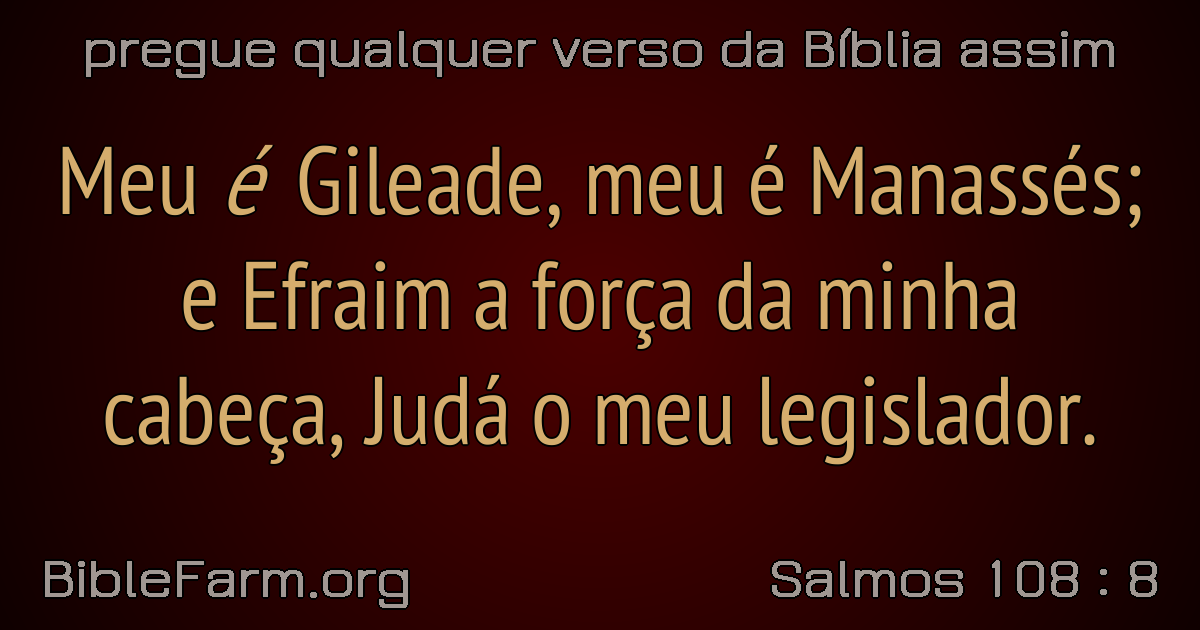 pregue qualquer verso da Bíblia assim
Meu é Gileade, meu é Manassés;
e Efraim a força da minha
cabeça, Judá o meu legislador.
BibleFarm.org
Salmos 108 : 8